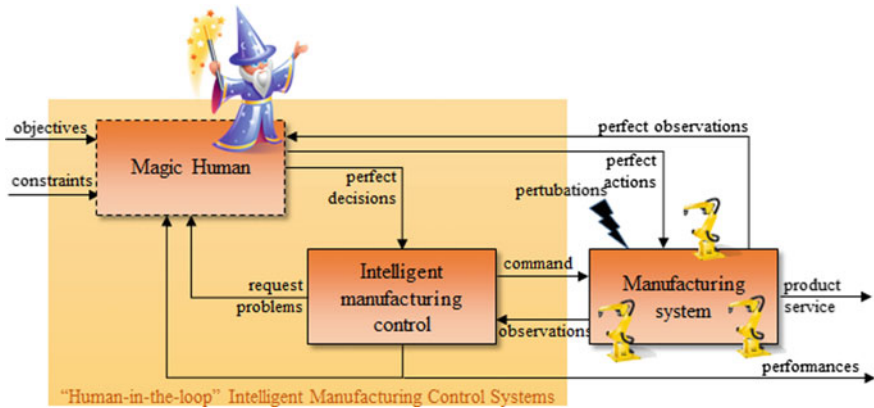 objectives
constraints
Magic Human
perfect observations
perfect
actions
perfect
decisions
pertubations
request
problems
Intelligent
manufacturing
control
command
observations
Manufacturing
system
product
service
performances
“Human-in-the-loop” Intelligent Manufacturing Control Systems